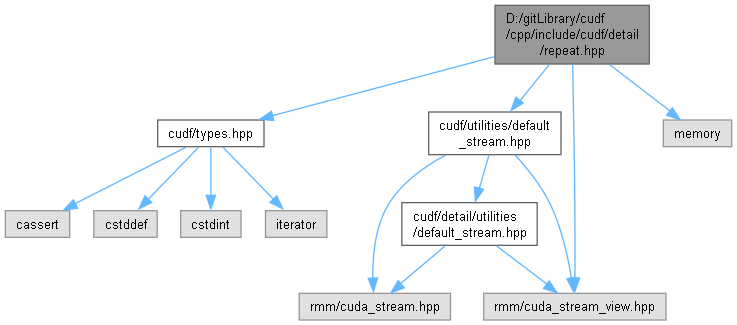 D:/gitLibrary/cudf
/cpp/include/cudf/detail
/repeat.hpp
cudf/types.hpp
cudf/utilities/default
_stream.hpp
memory
cassert
cstddef
cstdint
iterator
cudf/detail/utilities
/default_stream.hpp
rmm/cuda_stream.hpp
rmm/cuda_stream_view.hpp